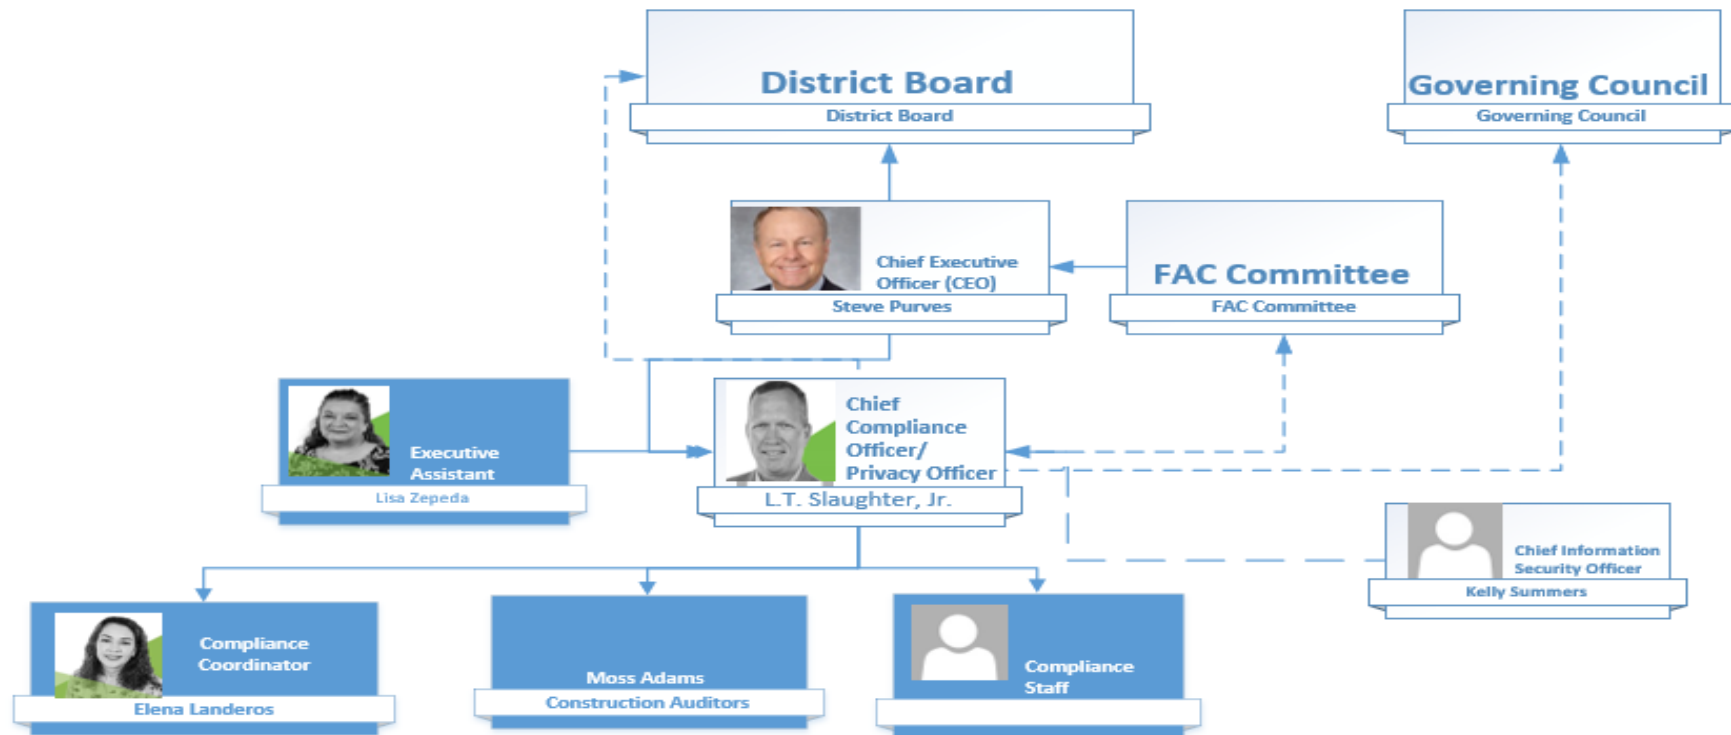 District Board
District Board
Governing Council
Governing Council
Chief Executive
Officer (CEO)
Steve Purves
FAC Committee
FAC Committee
Executive
Assistant
Lisa Zepeda
Chief
Compliance
Officer/
Privacy Officer
L.T. Slaughter, Jr.
Chief Information
Security Officer
Kelly Summers
Compliance
Coordinator
Elena Landeros
Moss Adams
Construction Auditors
Compliance
Staff